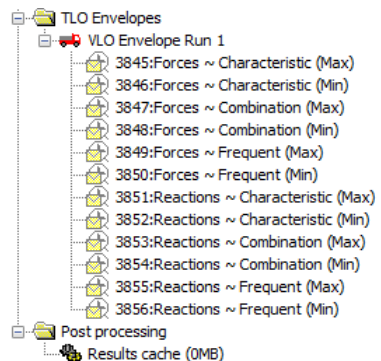 TLO Envelopes
VLO Envelope Run 1
3845:Forces ~ Characteristic (Max)
3846:Forces ~ Characteristic (Min)
3847:Forces ~ Combination (Max)
3848:Forces ~ Combination (Min)
3849:Forces ~ Frequent (Max)
3850:Forces ~ Frequent (Min)
3851:Reactions ~ Characteristic (Max)
3852:Reactions ~ Characteristic (Min)
3853:Reactions ~ Combination (Max)
3854:Reactions ~ Combination (Min)
3855:Reactions ~ Frequent (Max)
3856:Reactions ~ Frequent (Min)
Post processing
Results cache (0MB)